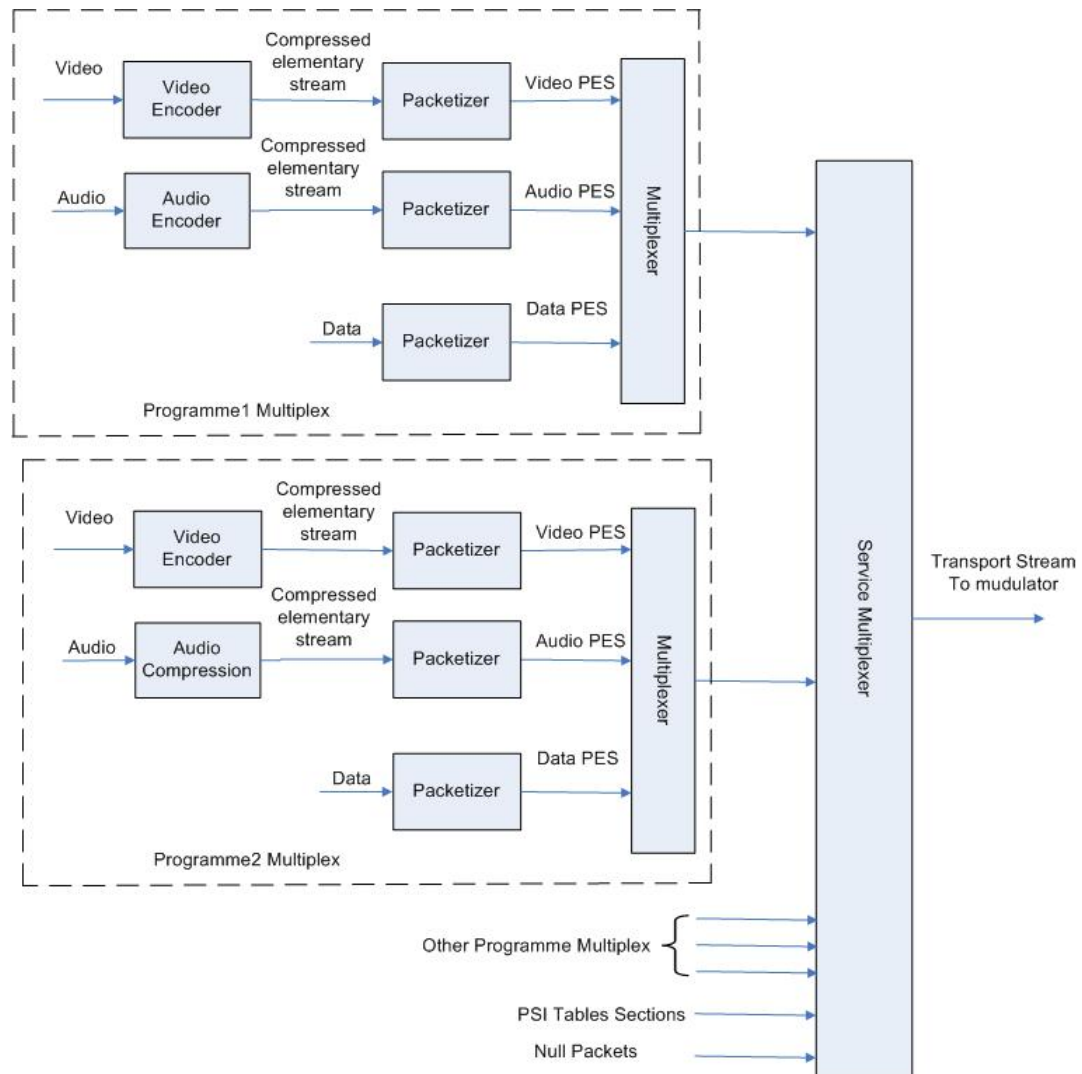 Video
Video
Encoder
Compressed
elementary
stream
Packetizer
Video PES
Audio
Audio
Encoder
Compressed
elementary
stream
Packetizer
Audio PES
Data
Packetizer
Data PES
Multiplexer
Programme1 Multiplex
Video
Video
Encoder
Compressed
elementary
stream
Packetizer
Video PES
Audio
Audio
Compression
Compressed
elementary
stream
Packetizer
Audio PES
Data
Packetizer
Data PES
Multiplexer
Programme2 Multiplex
Other Programme Multiplex
PSI Tables Sections
Null Packets
Service Multiplexer
Transport Stream
To mudulator